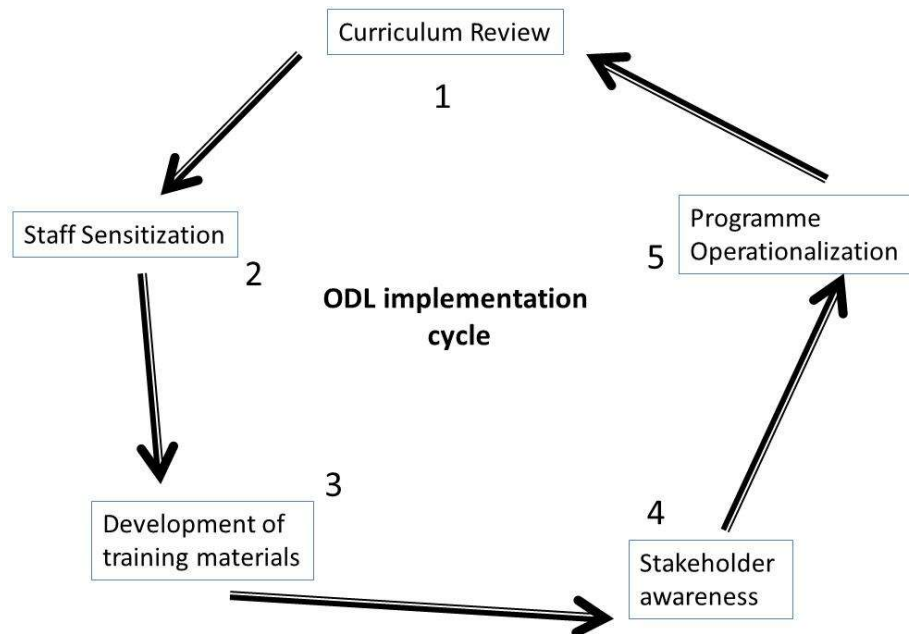 Curriculum Review
1
Staff Sensitization
2
Programme
Operationalization
5
ODL implementation
cycle
3
Development of
training materials
4
Stakeholder
awareness